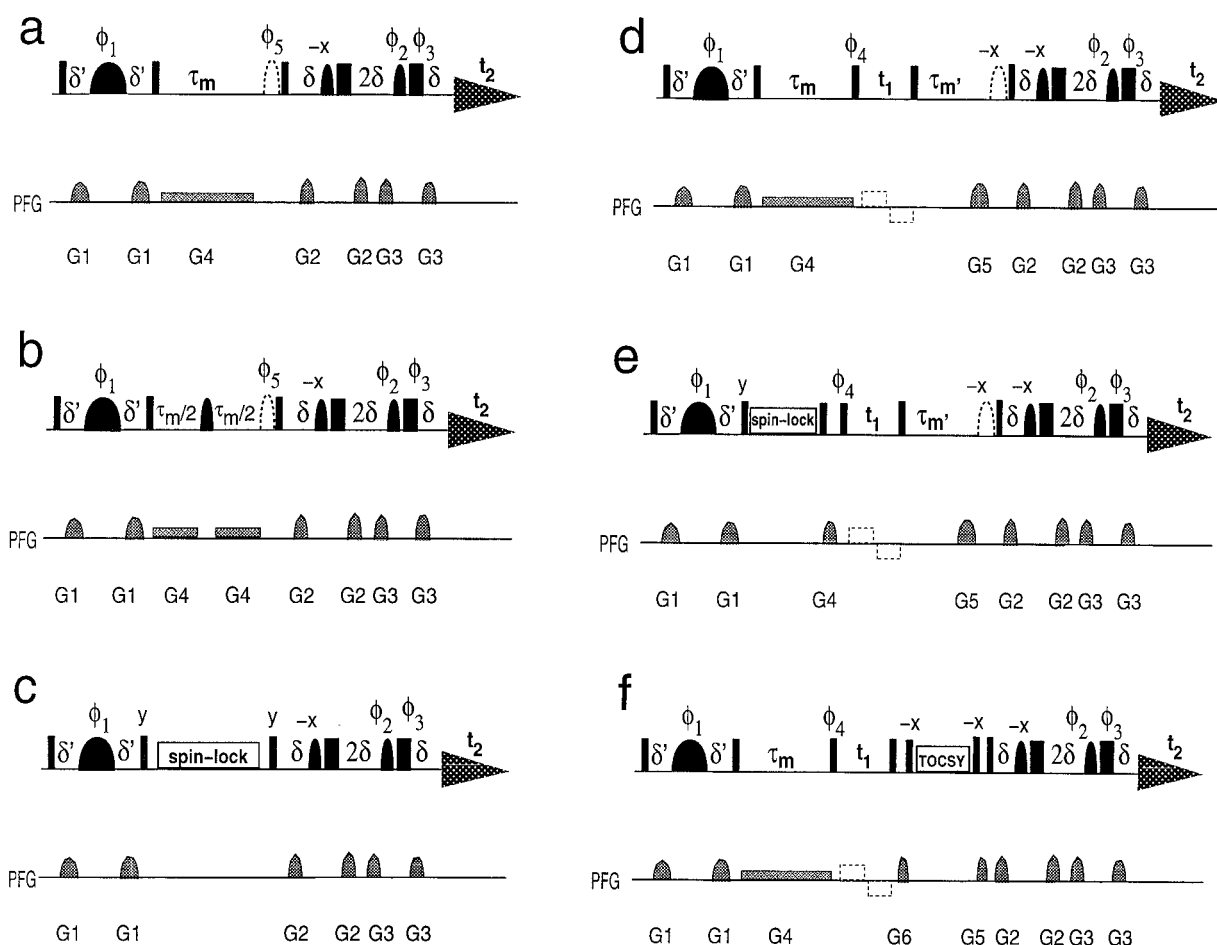 a
ϕ1 ϕ5 -x ϕ2 ϕ3
δ' δ' τm δ 2δ δ t2
PFG
G1 G1 G4 G2 G2 G3 G3
b
ϕ1 ϕ5 -x ϕ2 ϕ3
δ' δ' τm/2 τm/2 δ 2δ δ t2
PFG
G1 G1 G4 G4 G2 G2 G3 G3
c
ϕ1 y y -x ϕ2 ϕ3
δ' δ' spin-lock δ 2δ δ t2
PFG
G1 G1 G2 G2 G3 G3
d
ϕ1 ϕ4 -x -x ϕ2 ϕ3
δ' δ' τm t1 τm' δ 2δ δ t2
PFG
G1 G1 G4 G5 G2 G2 G3 G3
e
ϕ1 y ϕ4 -x -x ϕ2 ϕ3
δ' δ' spin-lock t1 τm' δ 2δ δ t2
PFG
G1 G1 G4 G5 G2 G2 G3 G3
f
ϕ1 ϕ4 -x -x -x ϕ2 ϕ3
δ' δ' τm t1 TOCSY δ 2δ δ t2
PFG
G1 G1 G4 G6 G5 G2 G2 G3 G3